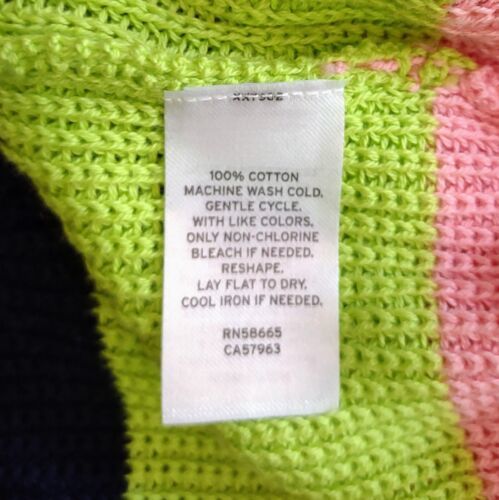 100% COTTON
MACHINE WASH COLD,
GENTLE CYCLE,
WITH LIKE COLORS,
ONLY NON-CHLORINE
BLEACH IF NEEDED.
RESHAPE,
LAY FLAT TO DRY.
COOL IRON IF NEEDED.
RN58665
CA57963